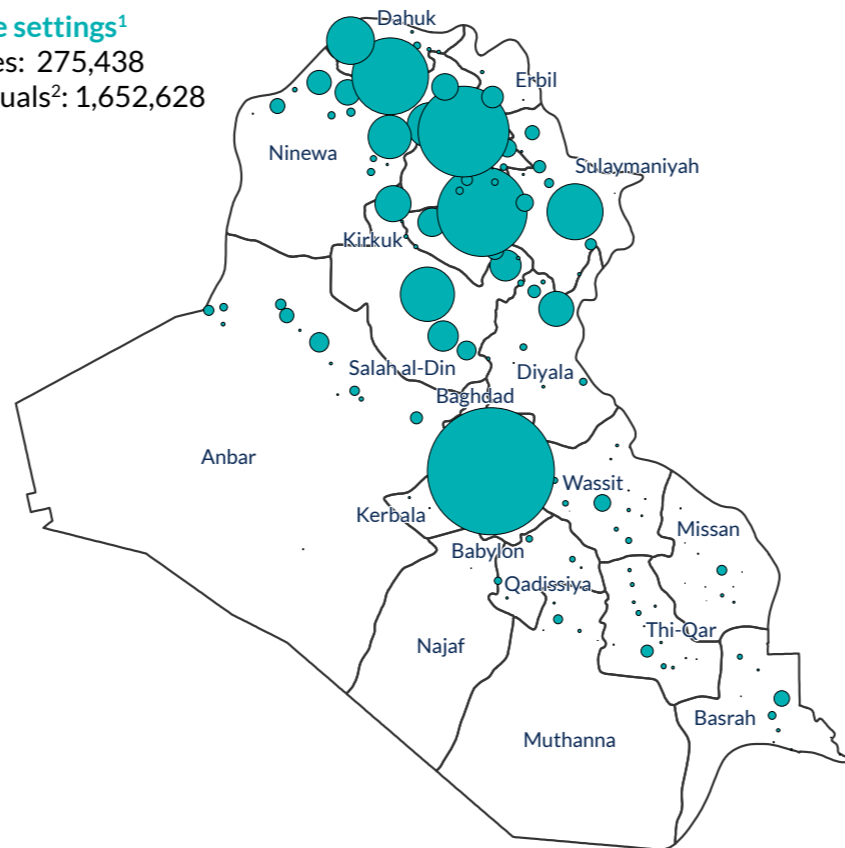 e settings¹
es: 275,438
uals²: 1,652,628
Dahuk
Erbil
Ninewa
Sulaymaniyah
Kirkuk
Salah al-Din
Diyala
Baghdad
Anbar
Wassit
Kerbala
Missan
Babylon
Qadissiya
Thi-Qar
Najaf
Basrah
Muthanna